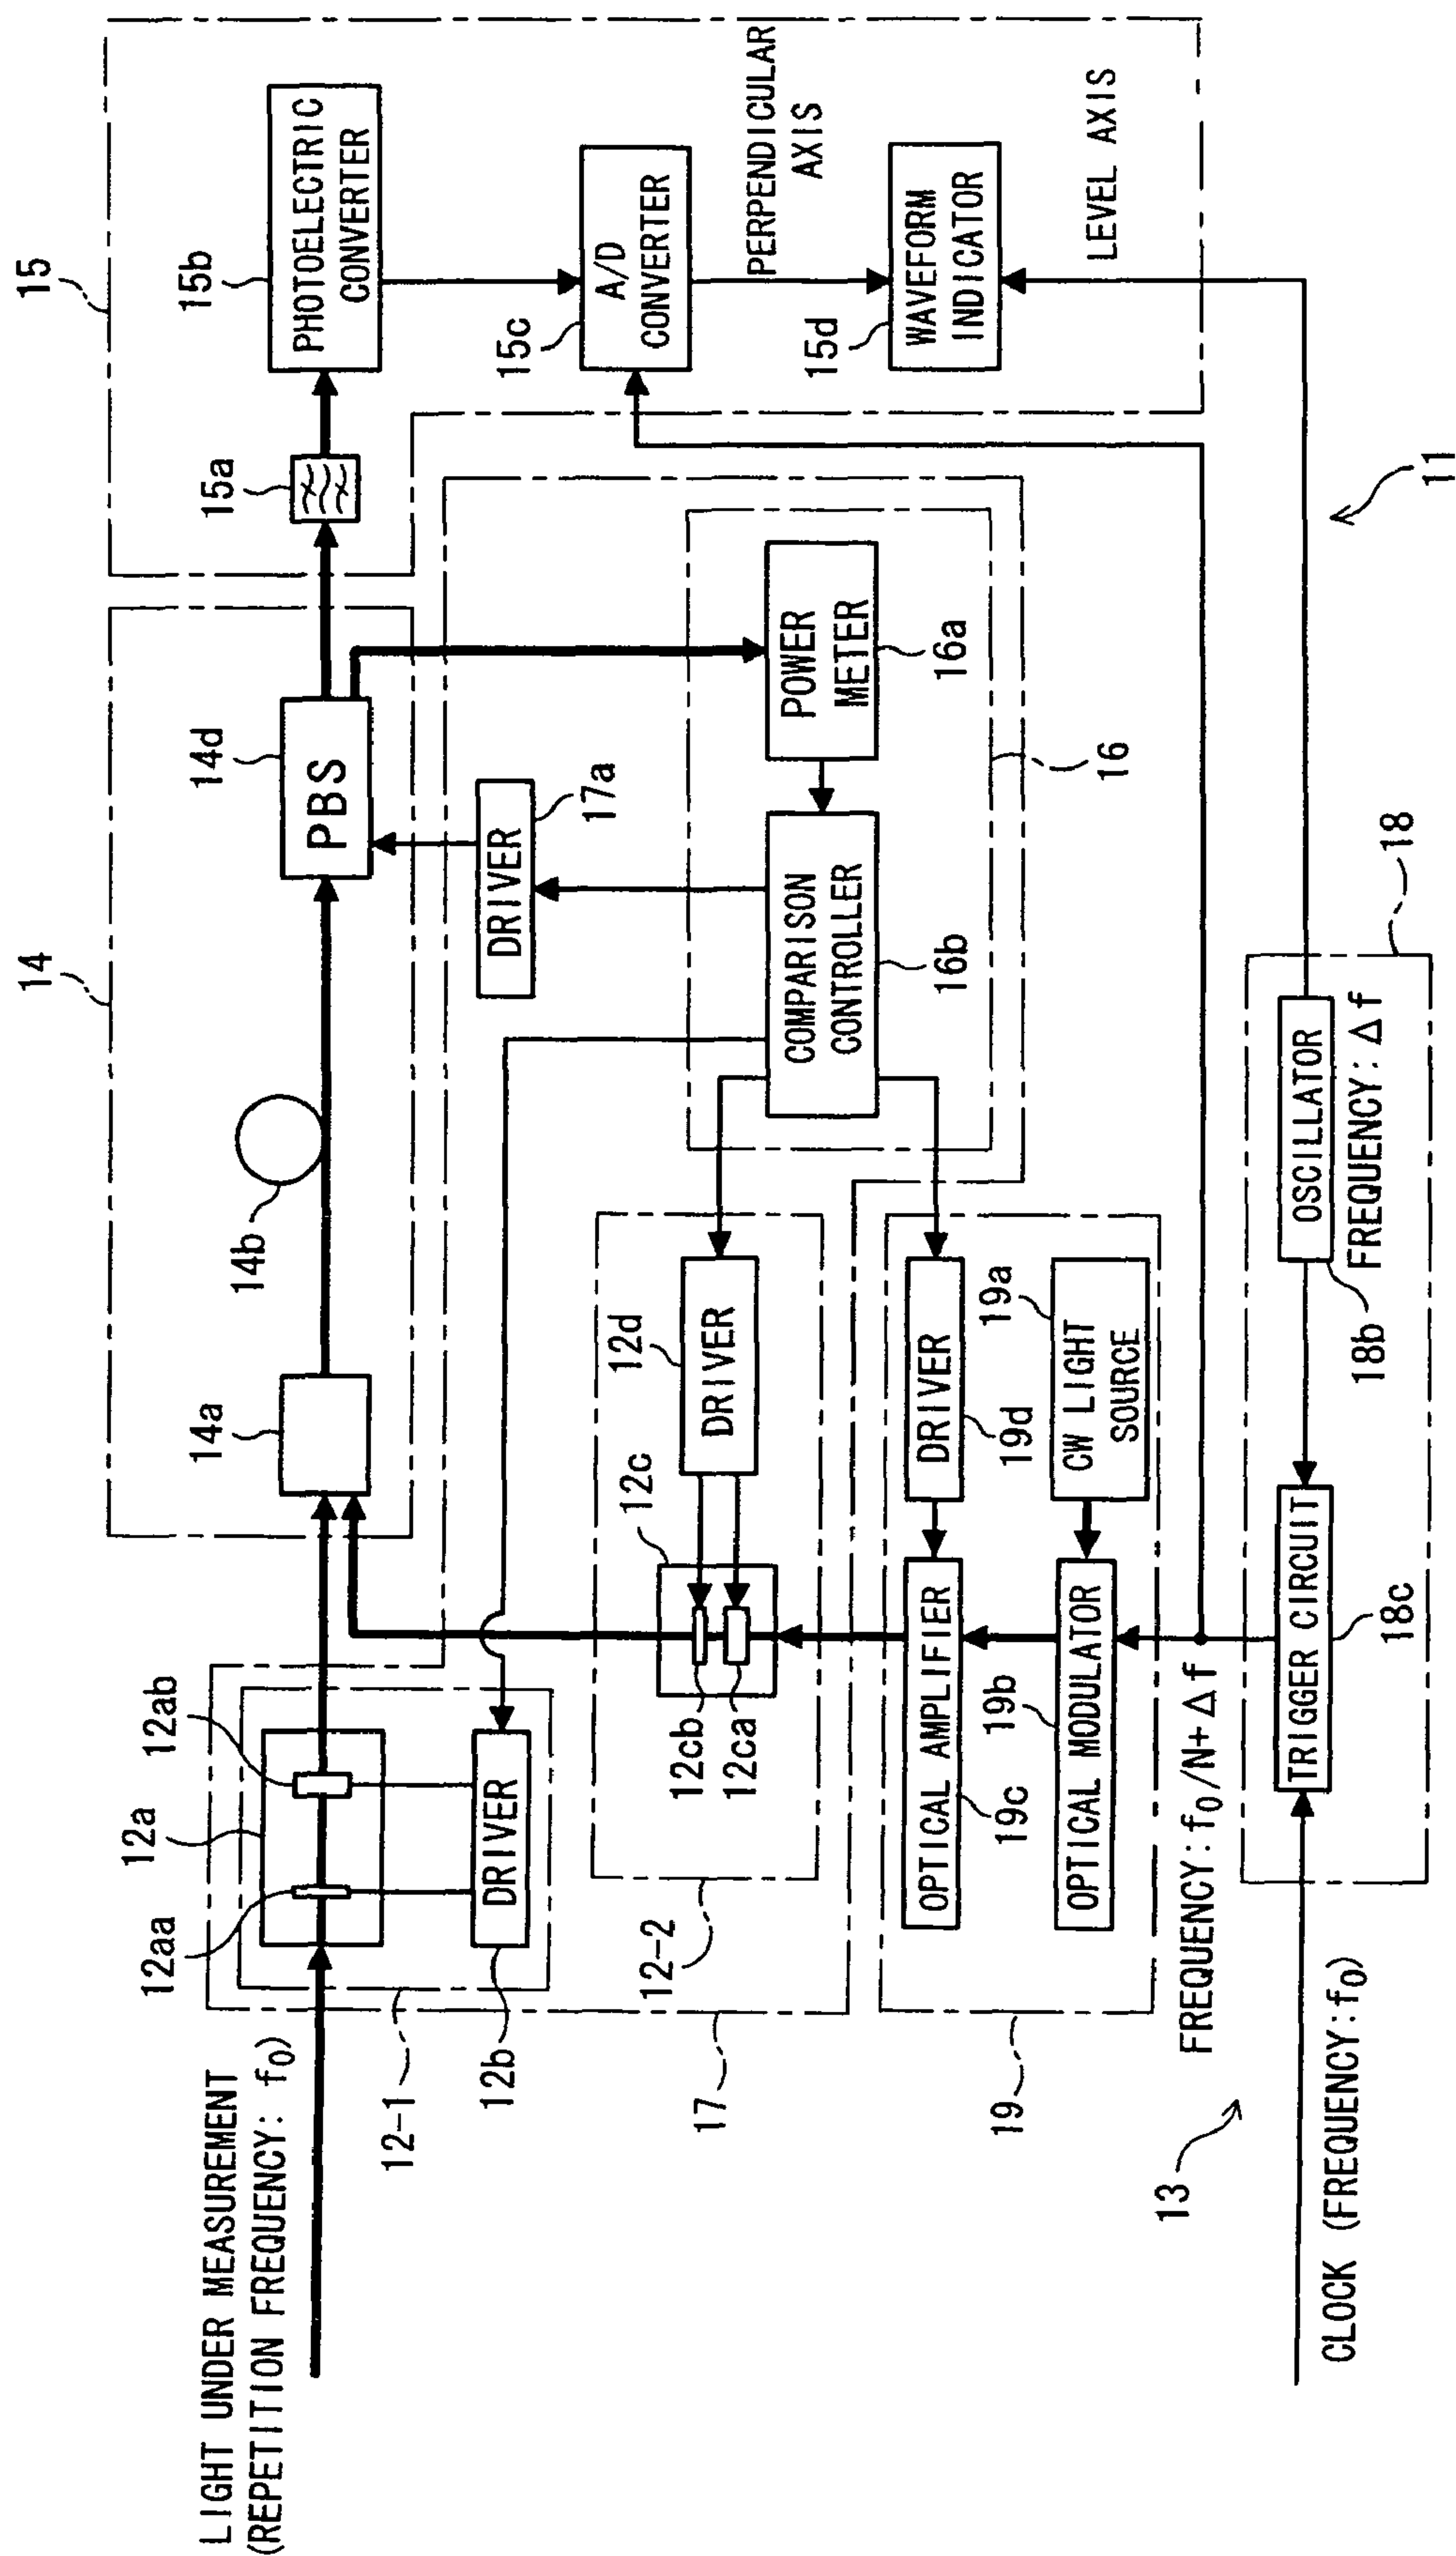 LIGHT UNDER MEASUREMENT
(REPETITION FREQUENCY: f0)
12aa
12a
12ab
12b
DRIVER
12-1
14
14a
14b
14d
PBS
15
15a
15b
PHOTOELECTRIC
CONVERTER
15c
A/D
CONVERTER
PERPENDICULAR
AXIS
15d
WAVEFORM
INDICATOR
LEVEL AXIS
DRIVER
17a
POWER
METER
16a
COMPARISON
CONTROLLER
16b
16
12c
12d
DRIVER
12cb
12ca
12-2
17
DRIVER
19d
19a
CW LIGHT
SOURCE
OPTICAL AMPLIFIER
19c
19b
OPTICAL MODULATOR
19
FREQUENCY: f0/N+Δf
13
CLOCK (FREQUENCY: f0)
TRIGGER CIRCUIT
18c
18b
OSCILLATOR
FREQUENCY: Δf
18
11